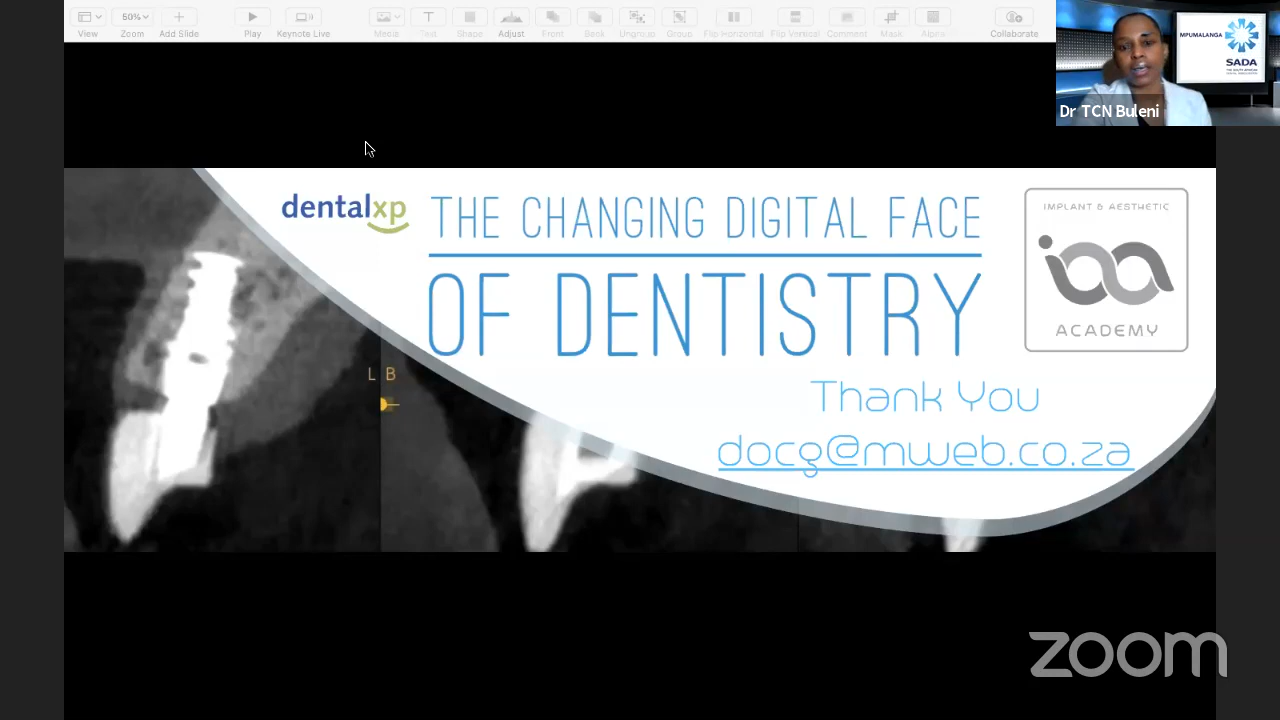 50%
View
Zoom
Add Slide
Play
Keynote Live
Media
Text
Shape
Adjust
Front
Back
Ungroup
Group
Flip Horizontal
Flip Vertical
Comment
Mask
Alpha
Collaborate
MPUMALANGA
SADA
Dr TCN Buleni
dentalxp
THE CHANGING DIGITAL FACE
OF DENTISTRY
IMPLANT & AESTHETIC
iaa
ACADEMY
L B
Thank You
docg@mweb.co.za
zoom